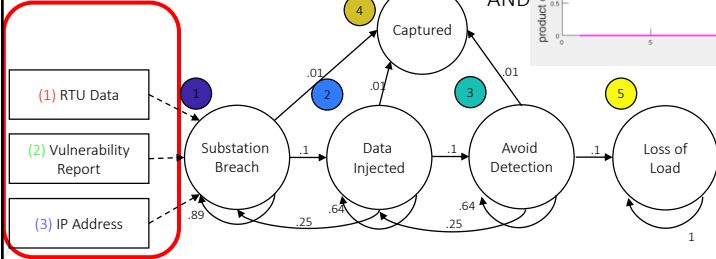 AND
product
0.5
0
0
5
4
Captured
(1) RTU Data
1
.01
2
.01
3
.01
5
(2) Vulnerability
Report
Substation
Breach
.1
Data
Injected
.1
Avoid
Detection
.1
Loss of
Load
(3) IP Address
.89
.25
.64
.25
.64
1